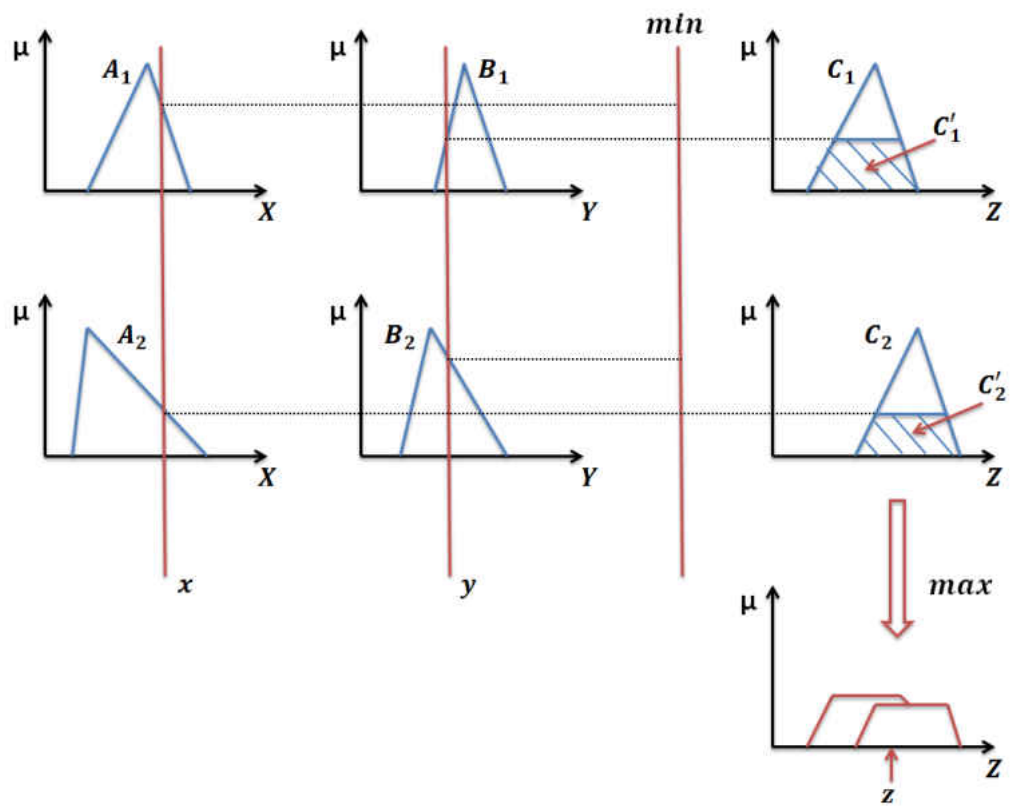 min
μ A₁ μ B₁ μ C₁ C′₁
X Y Z
μ A₂ μ B₂ μ C₂ C′₂
X Y Z
x y max
μ
Z
z